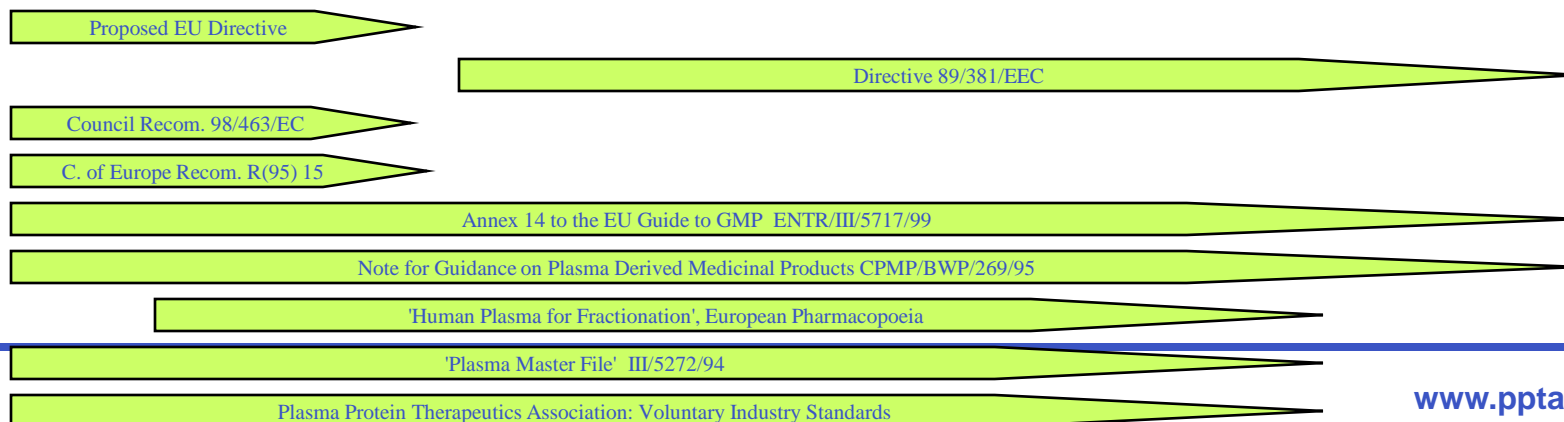 Proposed EU Directive
Directive 89/381/EEC
Council Recom. 98/463/EC
C. of Europe Recom. R(95) 15
Annex 14 to the EU Guide to GMP ENTR/III/5717/99
Note for Guidance on Plasma Derived Medicinal Products CPMP/BWP/269/95
'Human Plasma for Fractionation', European Pharmacopoeia
'Plasma Master File' III/5272/94
www.ppta
Plasma Protein Therapeutics Association: Voluntary Industry Standards